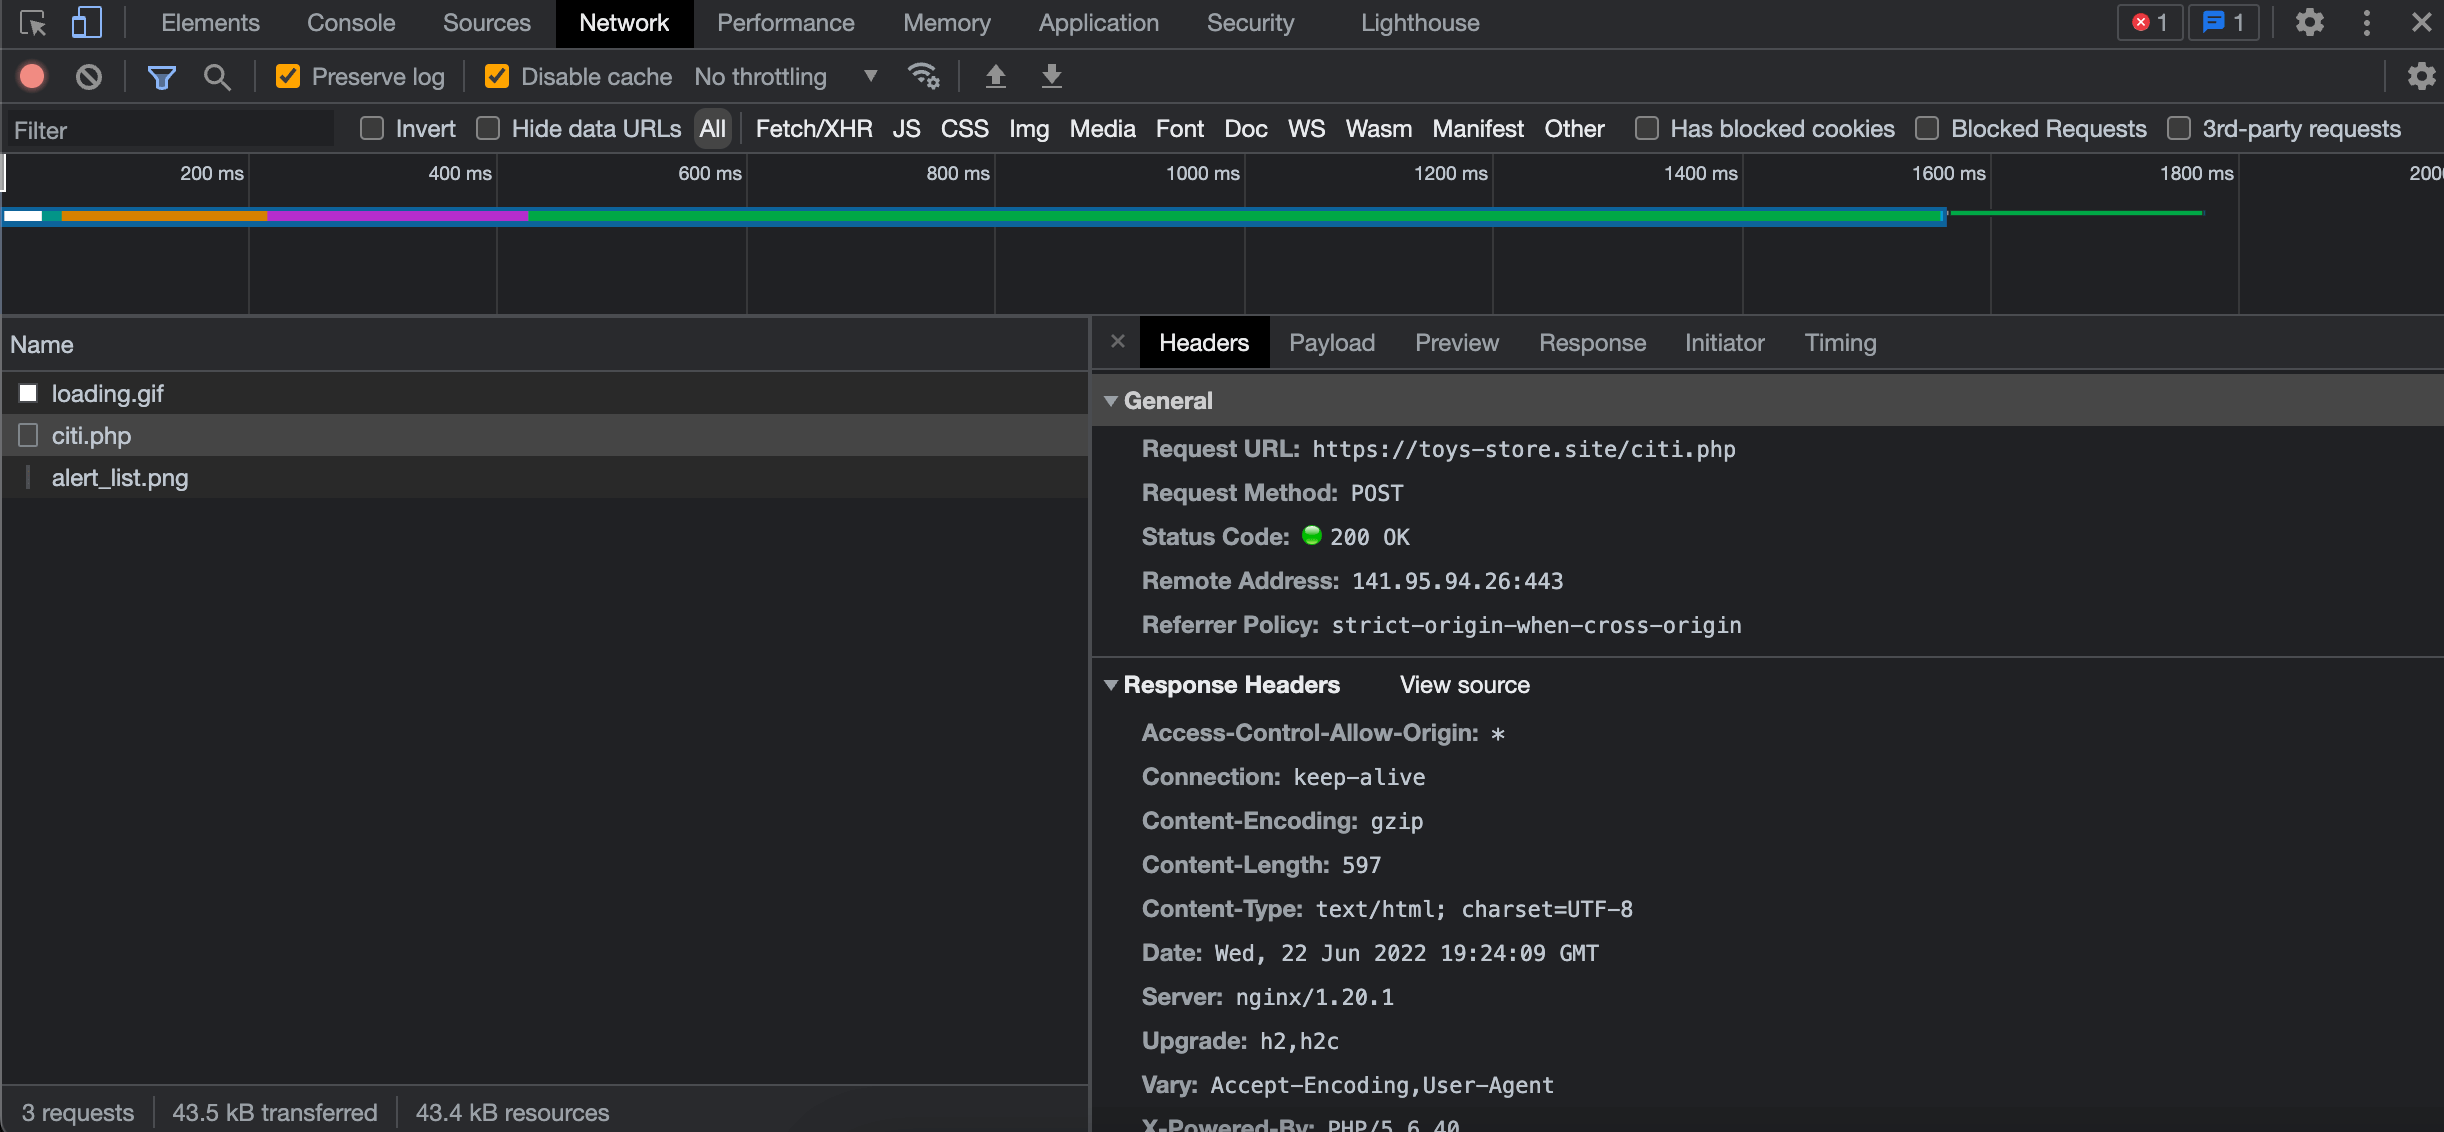 Elements Console Sources Network Performance Memory Application Security Lighthouse 1 1
Preserve log Disable cache No throttling
Filter Invert Hide data URLs All Fetch/XHR JS CSS Img Media Font Doc WS Wasm Manifest Other Has blocked cookies Blocked Requests 3rd-party requests
200 ms 400 ms 600 ms 800 ms 1000 ms 1200 ms 1400 ms 1600 ms 1800 ms
Name
loading.gif
citi.php
alert_list.png
3 requests 43.5 kB transferred 43.4 kB resources
Headers Payload Preview Response Initiator Timing
General
Request URL: https://toys-store.site/citi.php
Request Method: POST
Status Code: 200 OK
Remote Address: 141.95.94.26:443
Referrer Policy: strict-origin-when-cross-origin
Response Headers View source
Access-Control-Allow-Origin: *
Connection: keep-alive
Content-Encoding: gzip
Content-Length: 597
Content-Type: text/html; charset=UTF-8
Date: Wed, 22 Jun 2022 19:24:09 GMT
Server: nginx/1.20.1
Upgrade: h2,h2c
Vary: Accept-Encoding,User-Agent
X-Powered-By: PHP/5.6.40